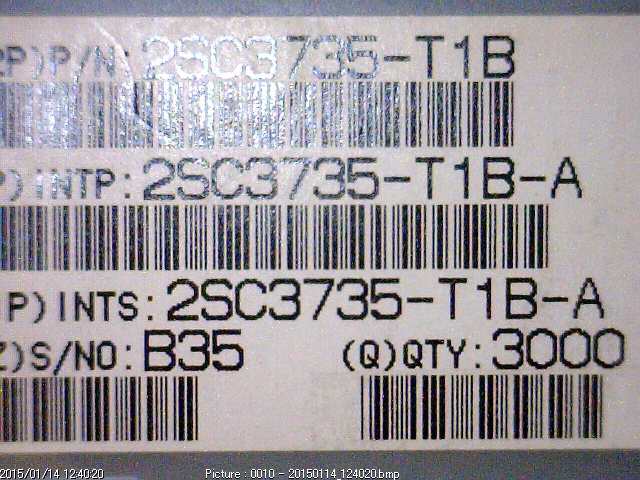 2P)P/N:2SC3735-T1B
P)INTP:2SC3735-T1B-A
P)INTS:2SC3735-T1B-A
Z)S/NO:B35 (Q)QTY:3000
2015/01/14 12:40:20 Picture : 0010 - 20150114_124020.bmp